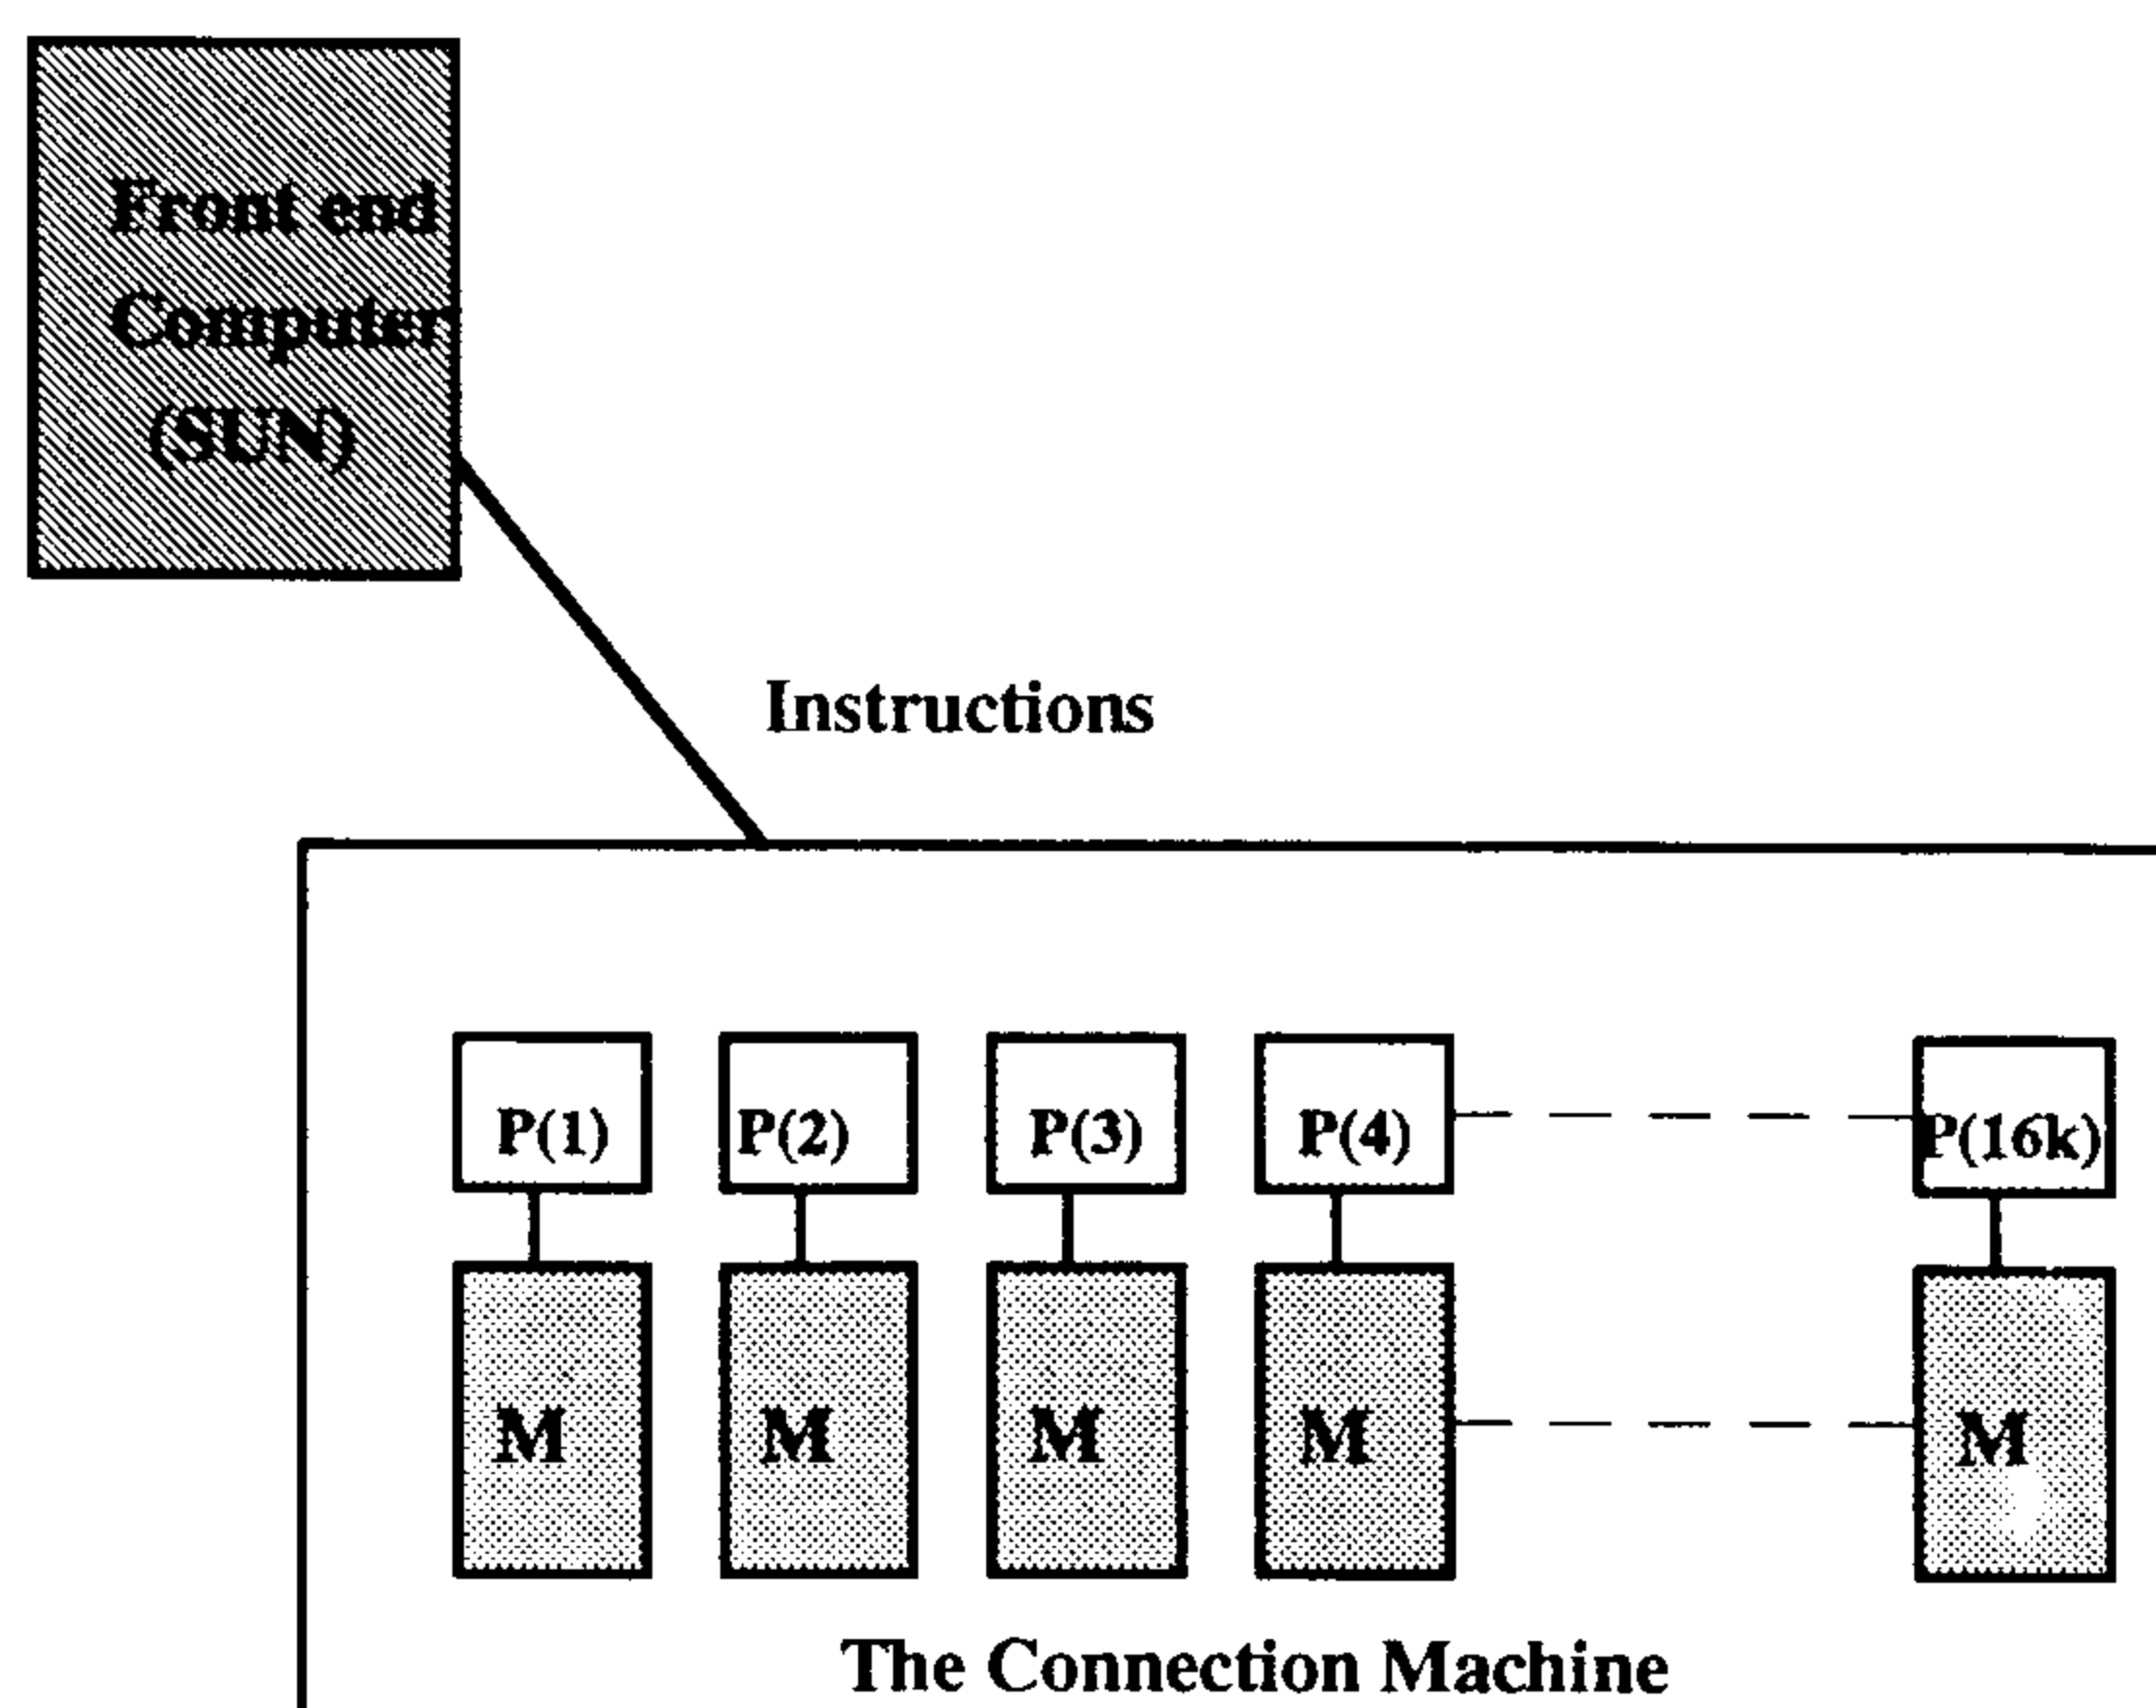 Front end
Computer
(SUN)
Instructions
P(1) P(2) P(3) P(4) P(16k)
M M M M M
The Connection Machine